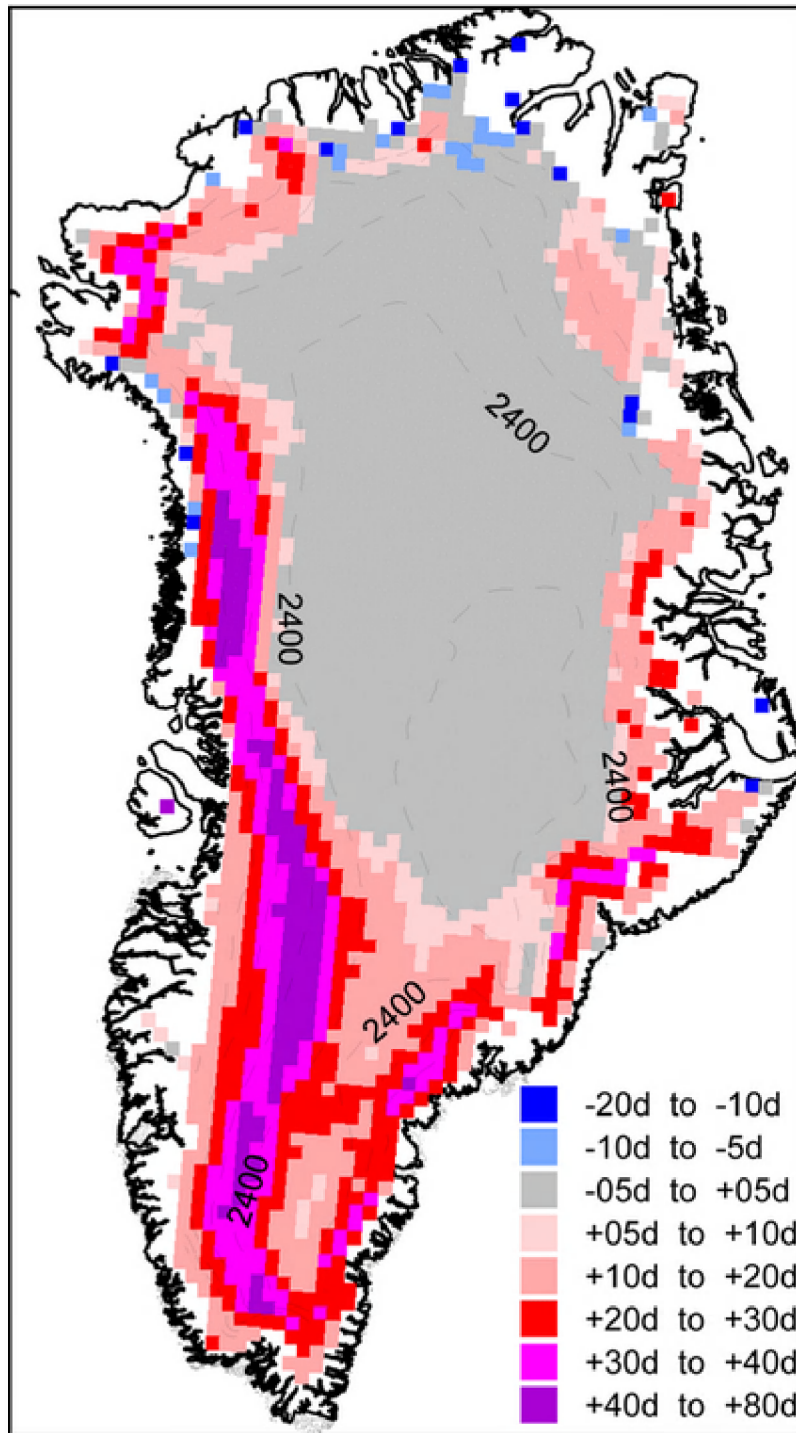 2400
2400
2400
2400
2400
-20d to -10d
-10d to -5d
-05d to +05d
+05d to +10d
+10d to +20d
+20d to +30d
+30d to +40d
+40d to +80d